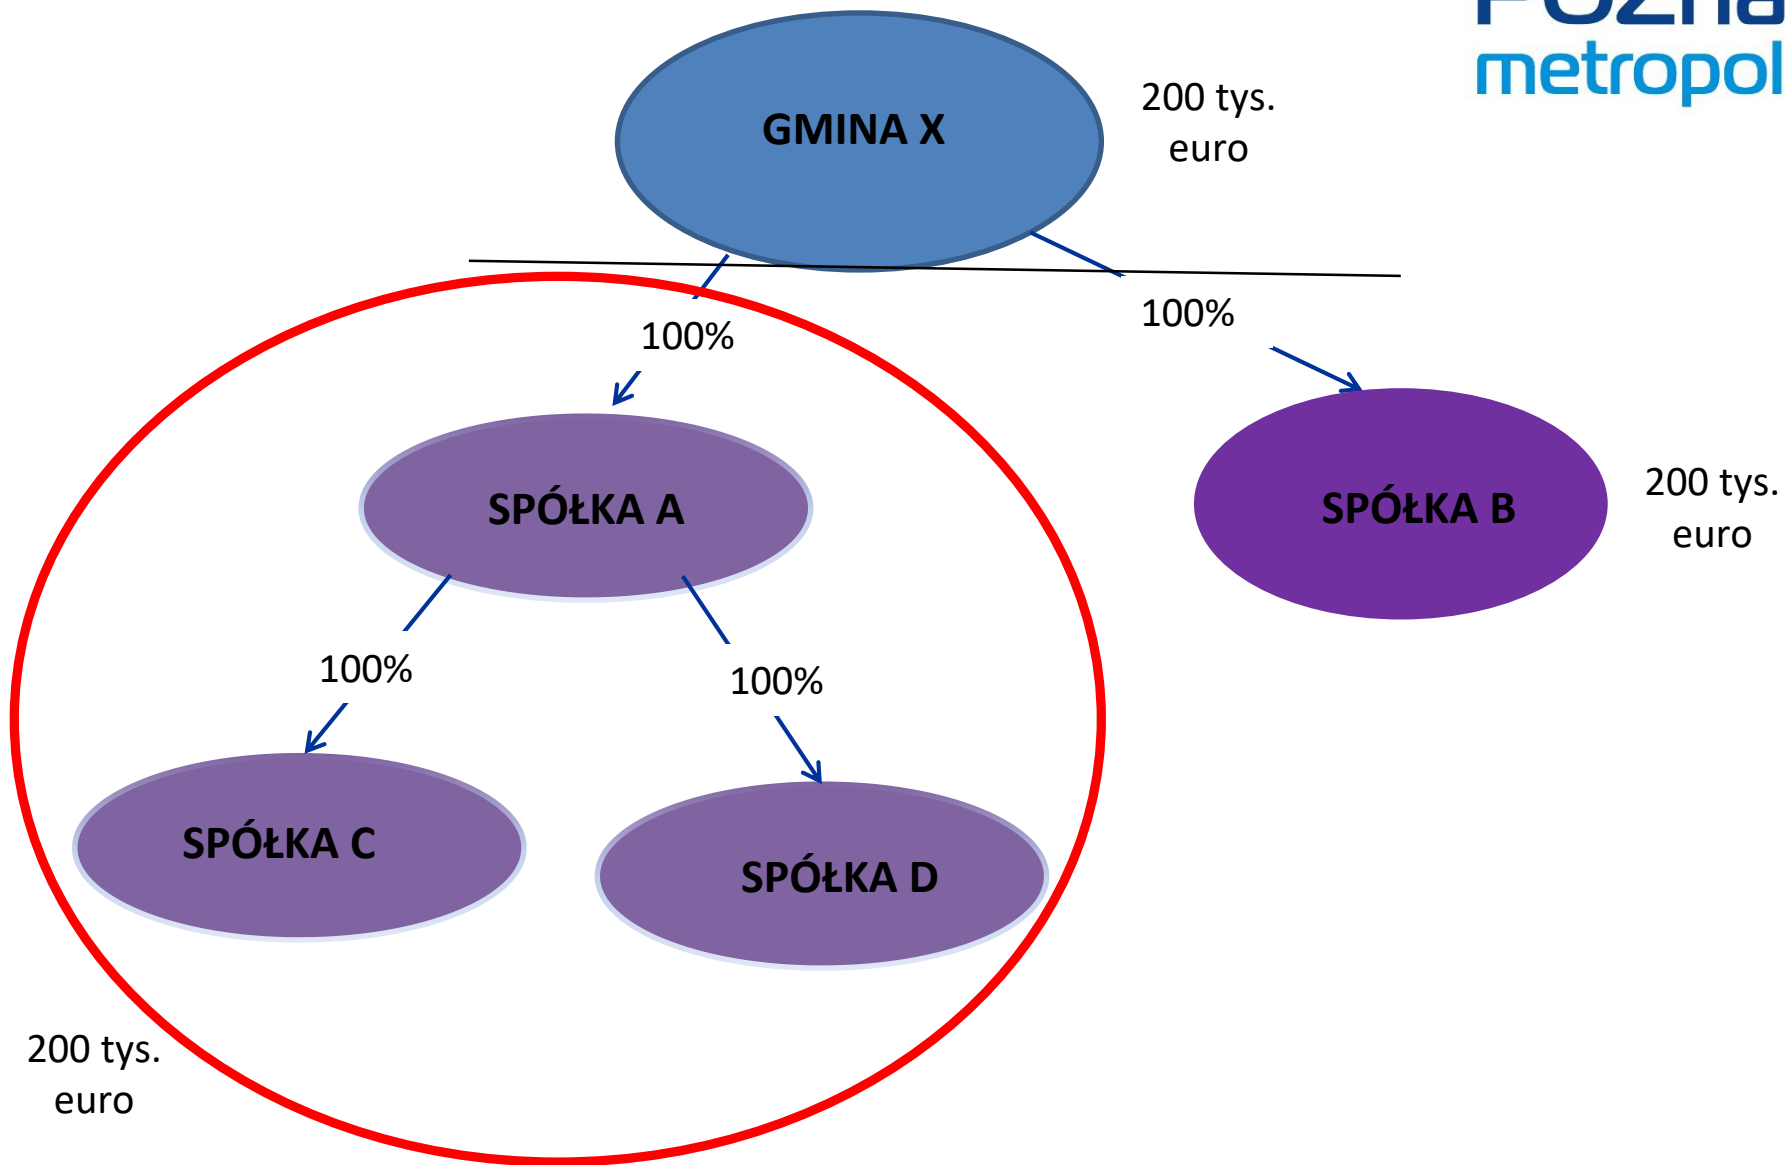 metropol
GMINA X
200 tys.
euro
100%
100%
SPÓŁKA A
SPÓŁKA B
200 tys.
euro
100%
100%
SPÓŁKA C
SPÓŁKA D
200 tys.
euro